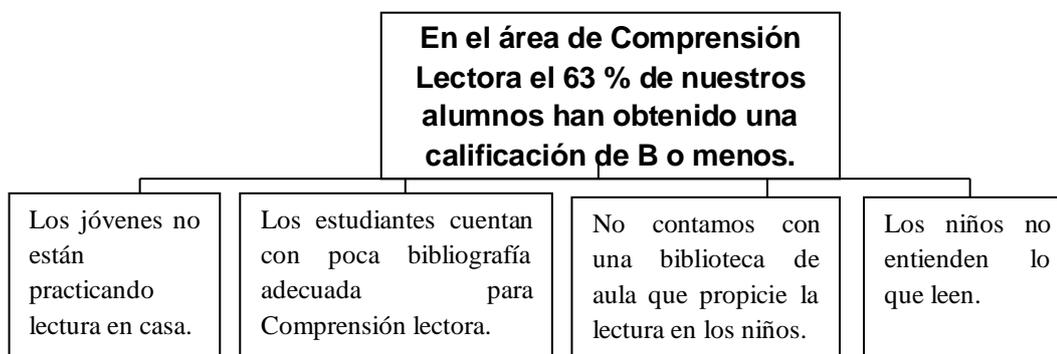 En el área de Comprensión
Lectora el 63 % de nuestros
alumnos han obtenido una
calificación de B o menos.
Los jóvenes no
están
practicando
lectura en casa.
Los estudiantes cuentan
con poca bibliografía
adecuada para
Comprensión lectora.
No contamos con
una biblioteca de
aula que propicie la
lectura en los niños.
Los niños no
entienden lo
que leen.